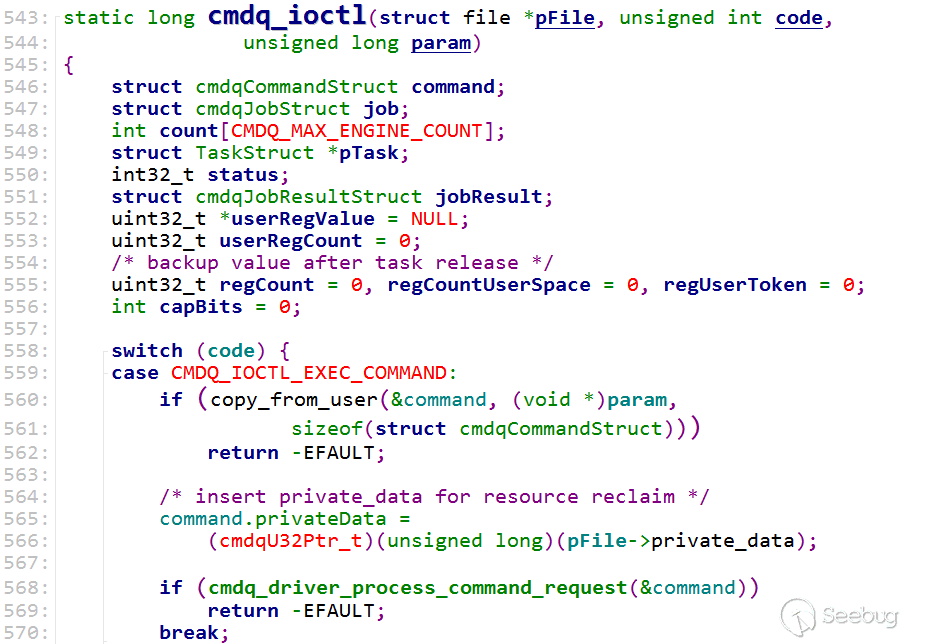 543: static long cmdq_ioctl(struct file *pFile, unsigned int code,
544: unsigned long param)
545: {
546: struct cmdqCommandStruct command;
547: struct cmdqJobStruct job;
548: int count[CMDQ_MAX_ENGINE_COUNT];
549: struct TaskStruct *pTask;
550: int32_t status;
551: struct cmdqJobResultStruct jobResult;
552: uint32_t *userRegValue = NULL;
553: uint32_t userRegCount = 0;
554: /* backup value after task release */
555: uint32_t regCount = 0, regCountUserSpace = 0, regUserToken = 0;
556: int capBits = 0;
557:
558: switch (code) {
559: case CMDQ_IOCTL_EXEC_COMMAND:
560: if (copy_from_user(&command, (void *)param,
561: sizeof(struct cmdqCommandStruct)))
562: return -EFAULT;
563:
564: /* insert private_data for resource reclaim */
565: command.privateData =
566: (cmdqU32Ptr_t)(unsigned long)(pFile->private_data);
567:
568: if (cmdq_driver_process_command_request(&command))
569: return -EFAULT;
570: break;
Seebug